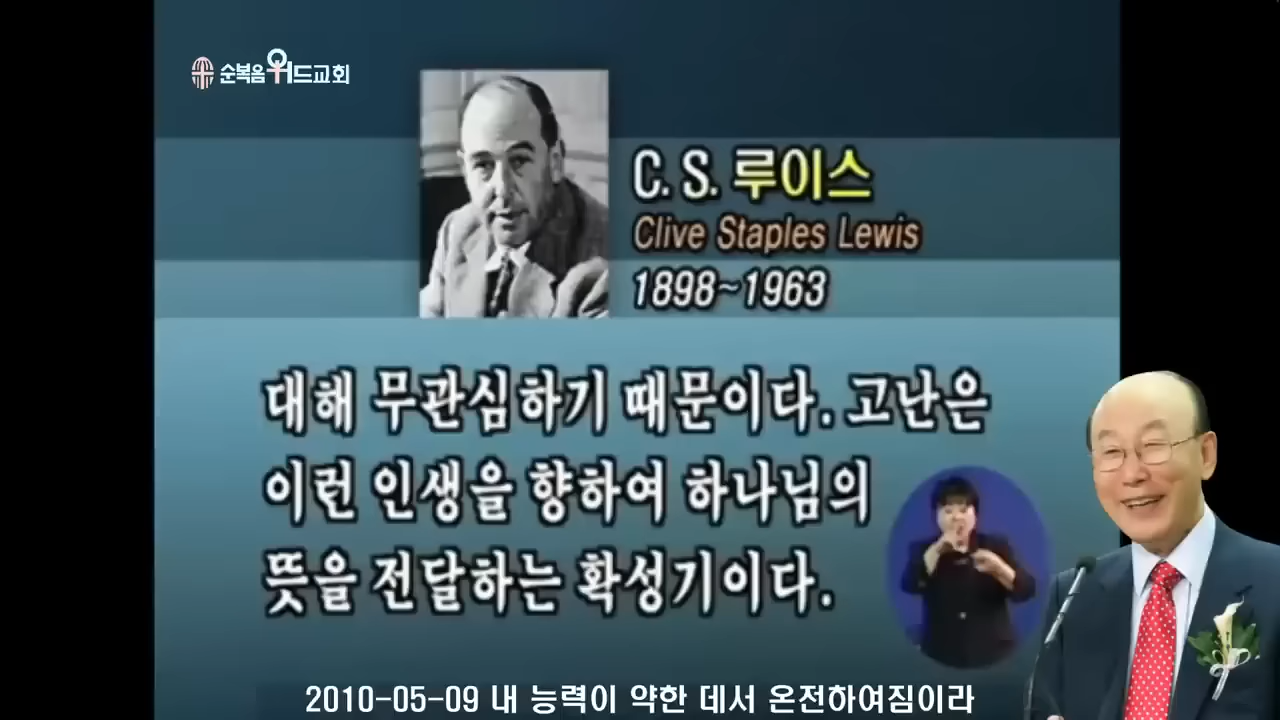 순복음워드교회
C. S. 루이스
Clive Staples Lewis
1898~1963
대해 무관심하기 때문이다. 고난은
이런 인생을 향하여 하나님의
뜻을 전달하는 확성기이다.
2010-05-09 내 능력이 약한 데서 온전하여짐이라